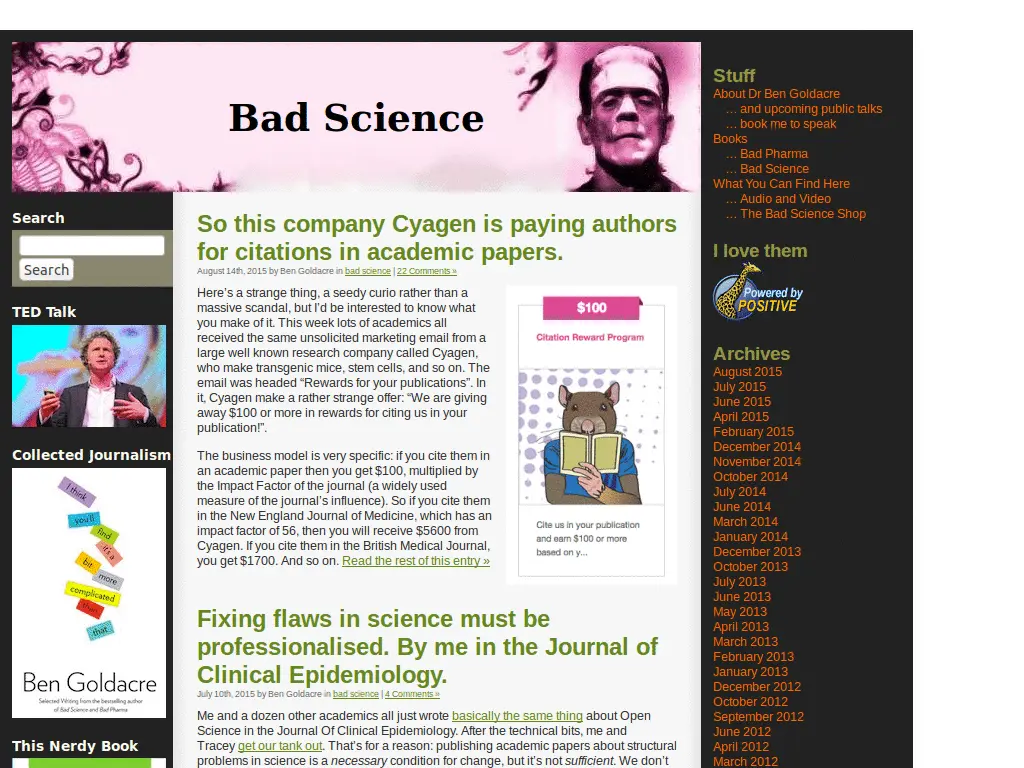 Bad Science
Search
Search
TED Talk
Collected Journalism
I think
you'll
find
it's a
bit
more
complicated
than
that
Ben Goldacre
Selected Writing from the bestselling author
of Bad Science and Bad Pharma
This Nerdy Book
So this company Cyagen is paying authors
for citations in academic papers.
August 14th, 2015 by Ben Goldacre in bad science | 22 Comments »
Here's a strange thing, a seedy curio rather than a
massive scandal, but I'd be interested to know what
you make of it. This week lots of academics all
received the same unsolicited marketing email from a
large well known research company called Cyagen,
who make transgenic mice, stem cells, and so on. The
email was headed “Rewards for your publications”. In
it, Cyagen make a rather strange offer: “We are giving
away $100 or more in rewards for citing us in your
publication!”.
The business model is very specific: if you cite them in
an academic paper then you get $100, multiplied by
the Impact Factor of the journal (a widely used
measure of the journal's influence). So if you cite them
in the New England Journal of Medicine, which has an
impact factor of 56, then you will receive $5600 from
Cyagen. If you cite them in the British Medical Journal,
you get $1700. And so on. Read the rest of this entry »
$100
Citation Reward Program
Cite us in your publication
and earn $100 or more
based on y...
Fixing flaws in science must be
professionalised. By me in the Journal of
Clinical Epidemiology.
July 10th, 2015 by Ben Goldacre in bad science | 4 Comments »
Me and a dozen other academics all just wrote basically the same thing about Open
Science in the Journal Of Clinical Epidemiology. After the technical bits, me and
Tracey get our tank out. That's for a reason: publishing academic papers about structural
problems in science is a necessary condition for change, but it's not sufficient. We don't
Stuff
About Dr Ben Goldacre
… and upcoming public talks
… book me to speak
Books
… Bad Pharma
… Bad Science
What You Can Find Here
… Audio and Video
… The Bad Science Shop
I love them
Powered by
POSITIVE
Archives
August 2015
July 2015
June 2015
April 2015
February 2015
December 2014
November 2014
October 2014
July 2014
June 2014
March 2014
January 2014
December 2013
October 2013
July 2013
June 2013
May 2013
April 2013
March 2013
February 2013
January 2013
December 2012
October 2012
September 2012
June 2012
April 2012
March 2012